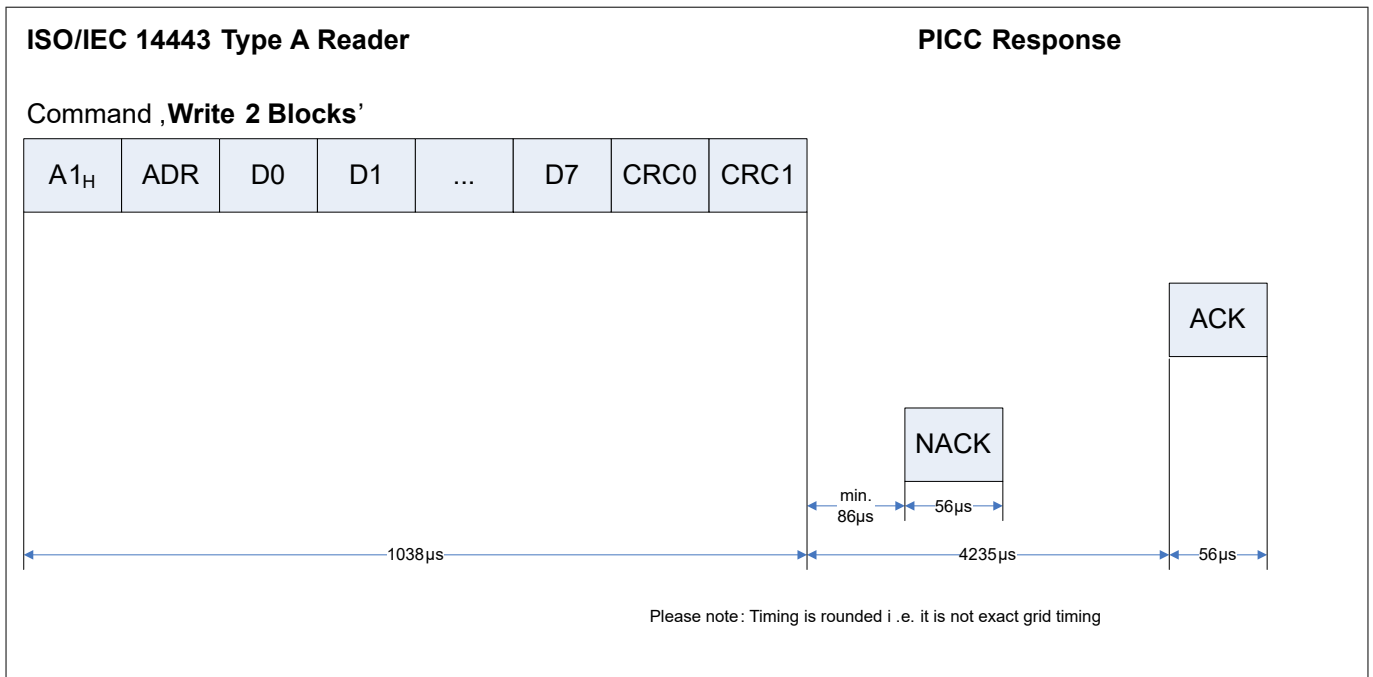 ISO/IEC 14443 Type A Reader
PICC Response
Command ‚Write 2 Blocks’
A1H ADR D0 D1 ... D7 CRC0 CRC1
ACK
NACK
min.
86µs
56µs
1038µs
4235µs
56µs
Please note: Timing is rounded i .e. it is not exact grid timing